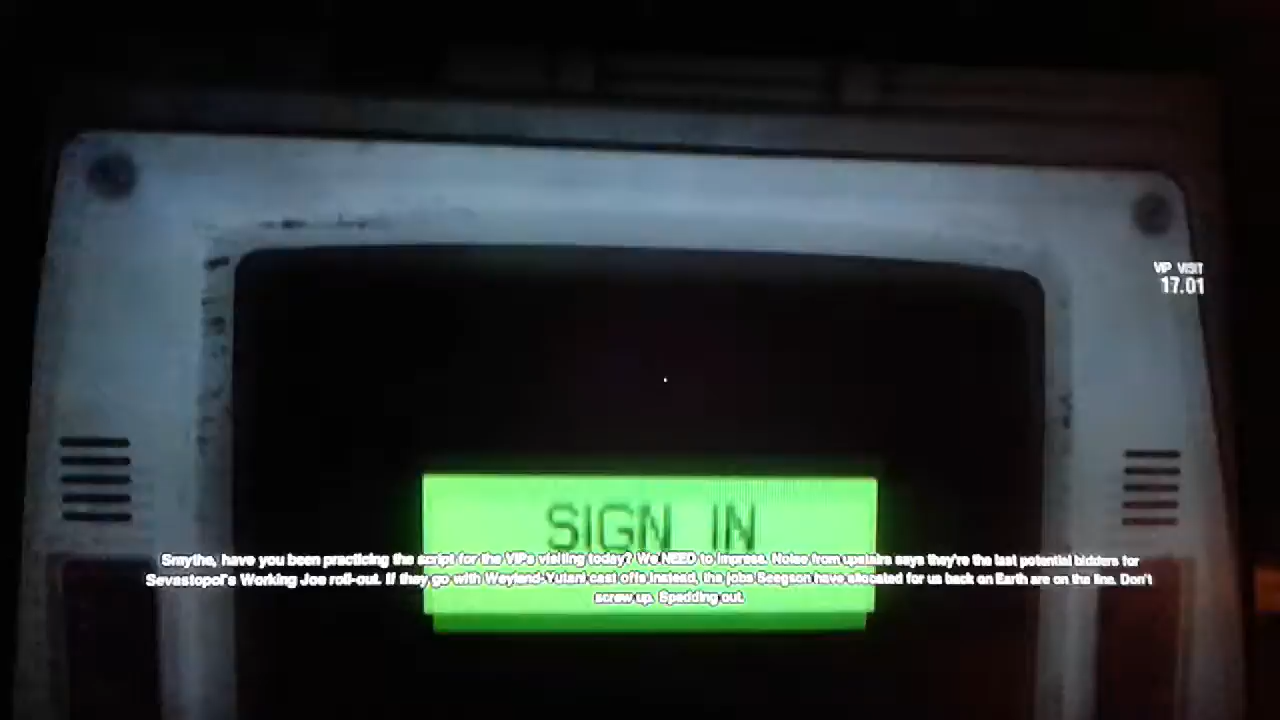 VIP VISIT
17.01
SIGN IN
Smythe, have you been practicing the script for the VIPs visiting today? We NEED to impress. Noise from upstairs says they're the last potential bidders for
Sevastopol's Working Joe roll-out. If they go with Weyland-Yutani cast offs instead, the jobs Seegson have allocated for us back on Earth are on the line. Don't
screw up. Spedding out.